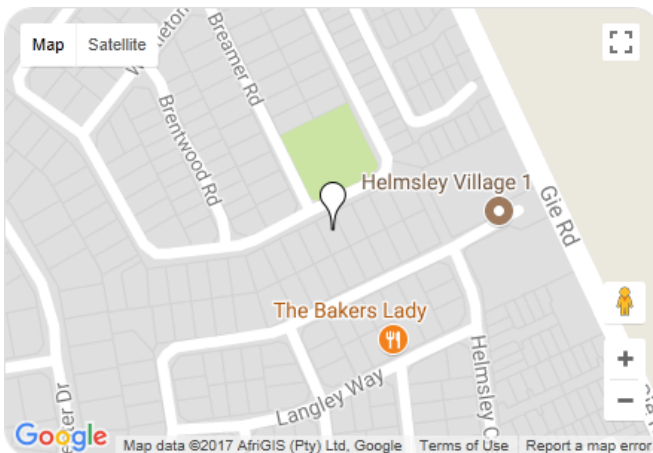 Map
Satellite
Breamer Rd
Brentwood Rd
Helmsley Village 1
Gie Rd
The Bakers Lady
Helmsley C
Langley Way
+
−
Google
Map data ©2017 AfriGIS (Pty) Ltd, Google
Terms of Use
Report a map error